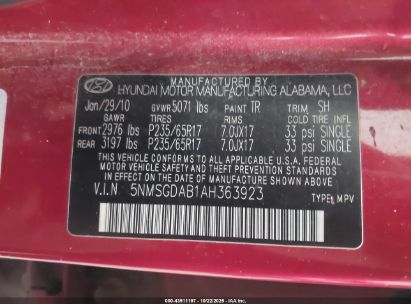 MANUFACTURED BY
HYUNDAI MOTOR MANUFACTURING ALABAMA, LLC
Jan/29/10 GVWR 5071 lbs PAINT TR TRIM SH
GAWR TIRES RIMS COLD TIRE INFL.
FRONT 2976 lbs P235/65R17 7.0JX17 33 psi SINGLE
REAR 3197 lbs P235/65R17 7.0JX17 33 psi SINGLE
THIS VEHICLE CONFORMS TO ALL APPLICABLE U.S. FEDERAL MOTOR VEHICLE
SAFETY AND THEFT PREVENTION STANDARDS IN EFFECT ON THE DATE OF
MANUFACTURE SHOWN ABOVE.
V.I.N 5NMSGDAB1AH363923
TYPE: MPV